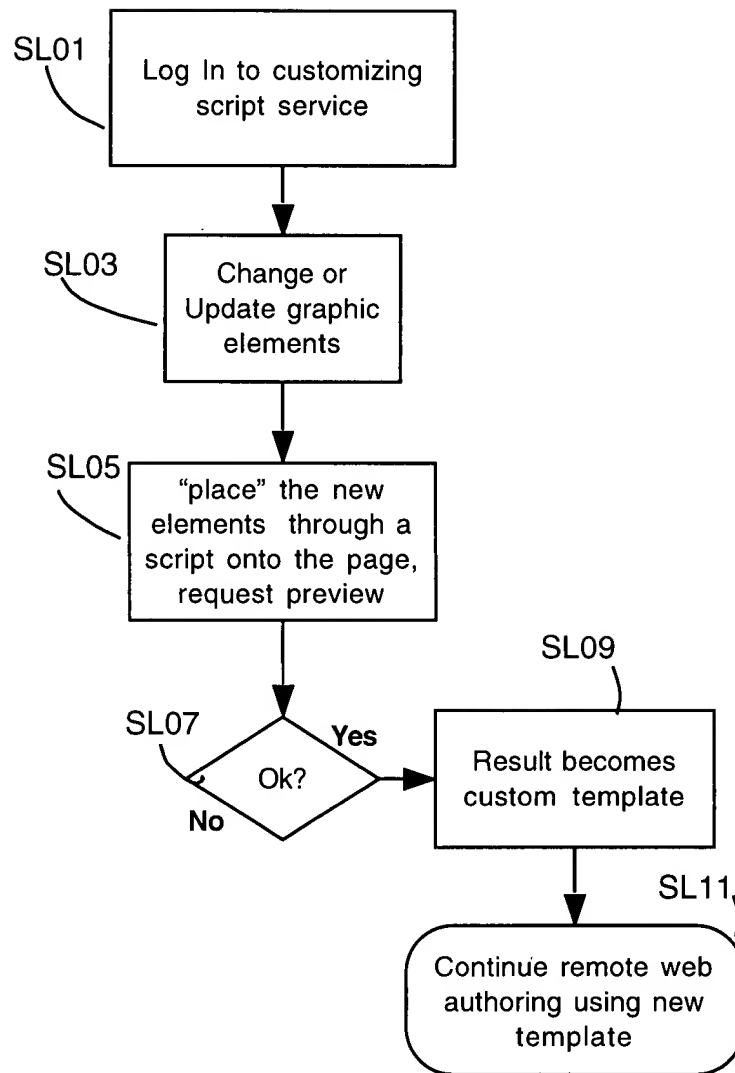 SL01
Log In to customizing
script service
SL03
Change or
Update graphic
elements
SL05
“place” the new
elements through a
script onto the page,
request preview
SL07
Ok?
Yes
No
SL09
Result becomes
custom template
SL11
Continue remote web
authoring using new
template